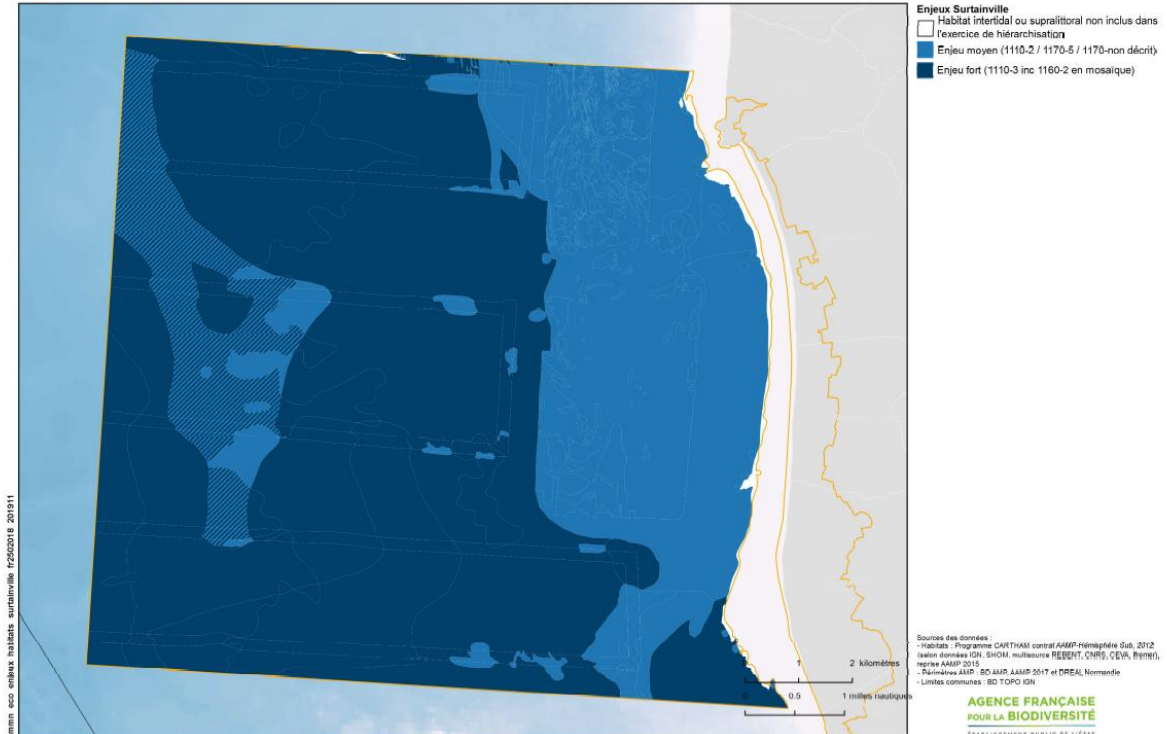 Enjeux Surtainville
Habitat intertidal ou supralittoral non inclus dans
l'exercice de hiérarchisation
Enjeu moyen (1110-2 / 1170-5 / 1170-non décrit)
Enjeu fort (1110-3 inc 1160-2 en mosaïque)
mmn eco enjeux habitats surtainville fr2502018 201911
1 2 kilomètres
0 0.5 1 milles nautiques
Sources des données :
- Habitats : Programme CARTHAM contrat AAMP-Hémisphère Sub, 2012
(selon données IGN, SHOM, multisource REBENT, CNRS, CEVA, Ifremer),
reprise AAMP 2015
- Périmètres AMP : BD AMP, AAMP 2017 et DREAL Normandie
- Limites communes : BD TOPO IGN
AGENCE FRANÇAISE
POUR LA BIODIVERSITÉ
ÉTABLISSEMENT PUBLIC DE L'ÉTAT